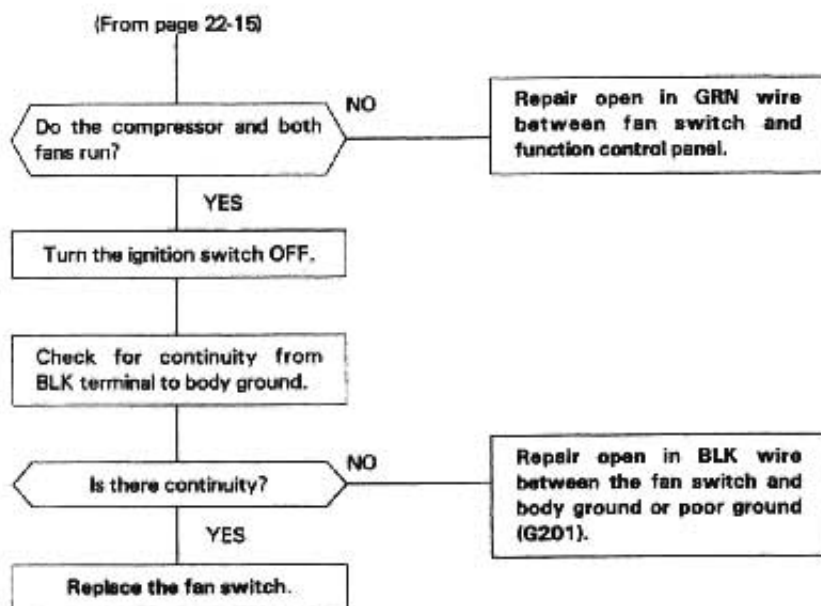 (From page 22-15)
Do the compressor and both
fans run?
NO
Repair open in GRN wire
between fan switch and
function control panel.
YES
Turn the ignition switch OFF.
Check for continuity from
BLK terminal to body ground.
Is there continuity?
NO
Repair open in BLK wire
between the fan switch and
body ground or poor ground
(G201).
YES
Replace the fan switch.